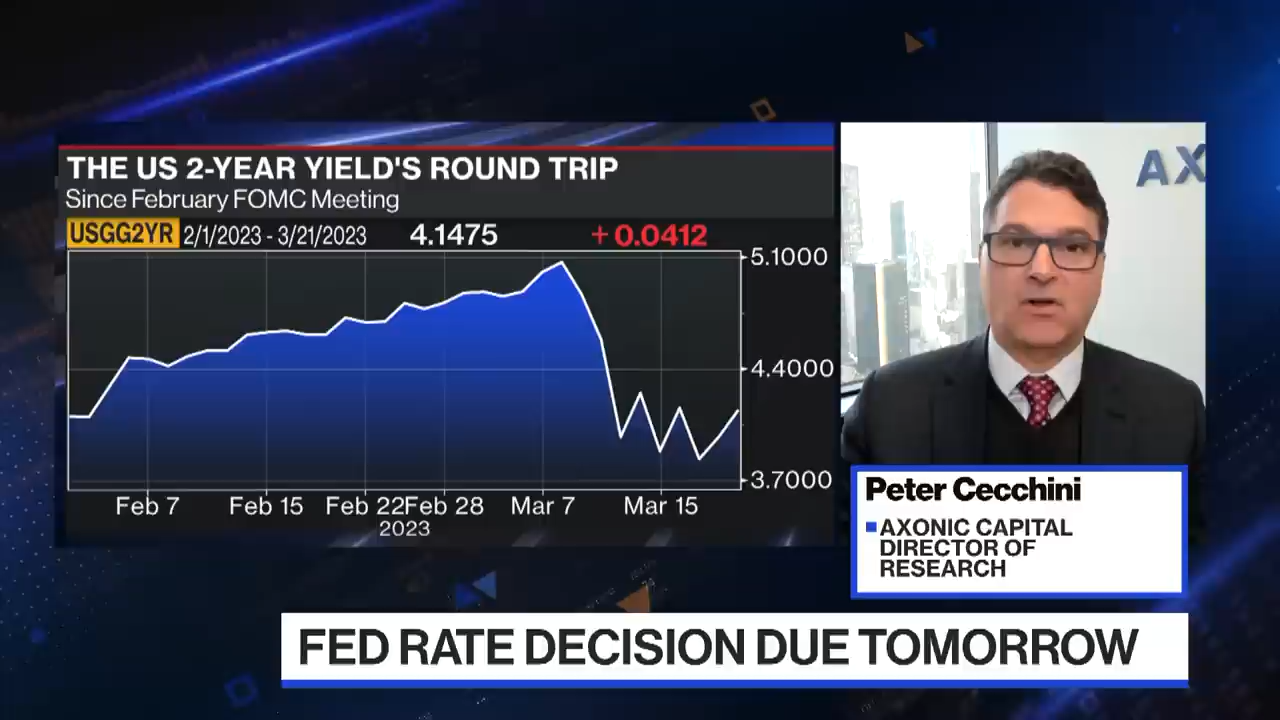 THE US 2-YEAR YIELD'S ROUND TRIP
Since February FOMC Meeting
USGG2YR 2/1/2023 - 3/21/2023 4.1475 + 0.0412
5.1000
4.4000
3.7000
Feb 7 Feb 15 Feb 22 Feb 28 Mar 7 Mar 15
2023
AX
Peter Cecchini
AXONIC CAPITAL
DIRECTOR OF
RESEARCH
FED RATE DECISION DUE TOMORROW